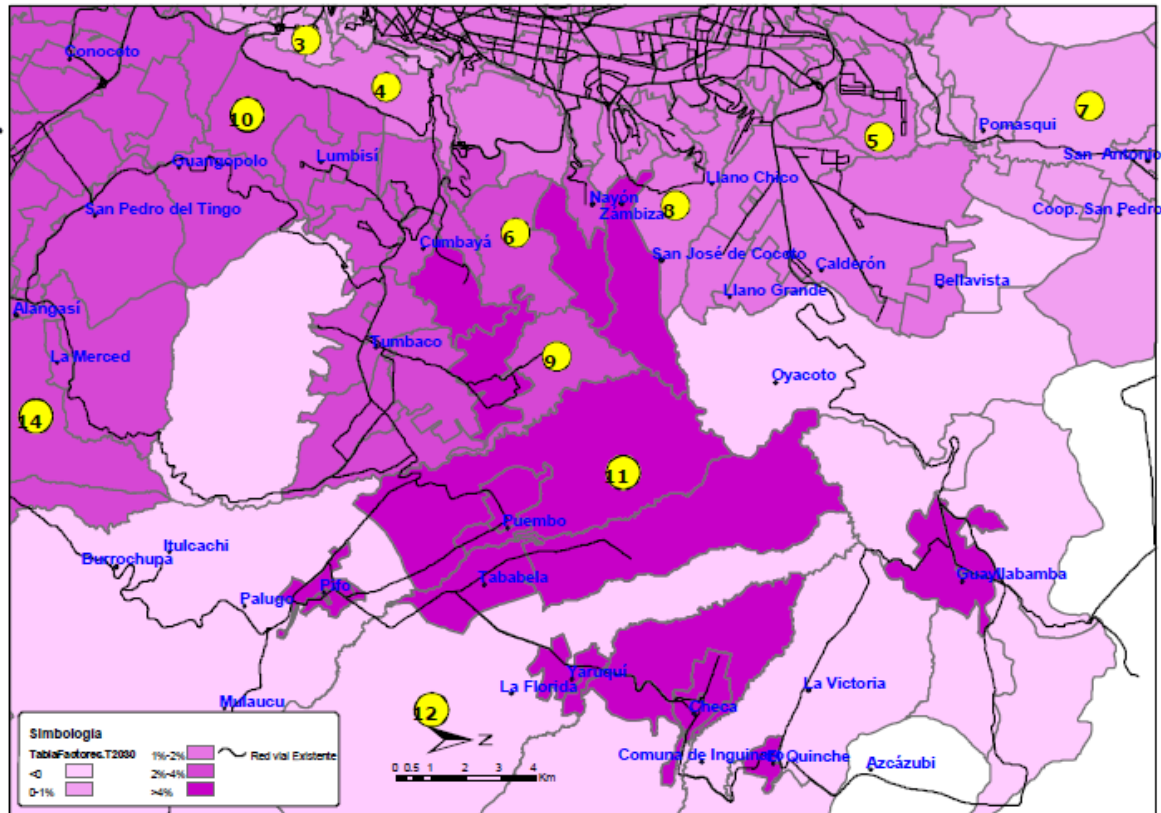 3
Conocoto
4
7
10
5
Pomasqui
Guangopolo
Lumbisí
San Antonio
Llano Chico
Nayón
San Pedro del Tingo
Zámbiza
8
Coop. San Pedro
6
Cumbayá
San José de Cocoto
Calderón
Bellavista
Llano Grande
Alangasí
Tumbaco
La Merced
9
Oyacoto
14
11
Puembo
Itulcachi
Burrochupa
Tababela
Guayllabamba
Pifo
Palugo
Yaruquí
La Florida
La Victoria
Mulaucu
Checa
12
N
Comuna de Inguincho
Quinche
Azcázubi
0 0.5 1 2 3 4
Km
Simbología
TablaFactores.T2030
1%-2%
Red vial Existente
<0
2%-4%
0-1%
>4%